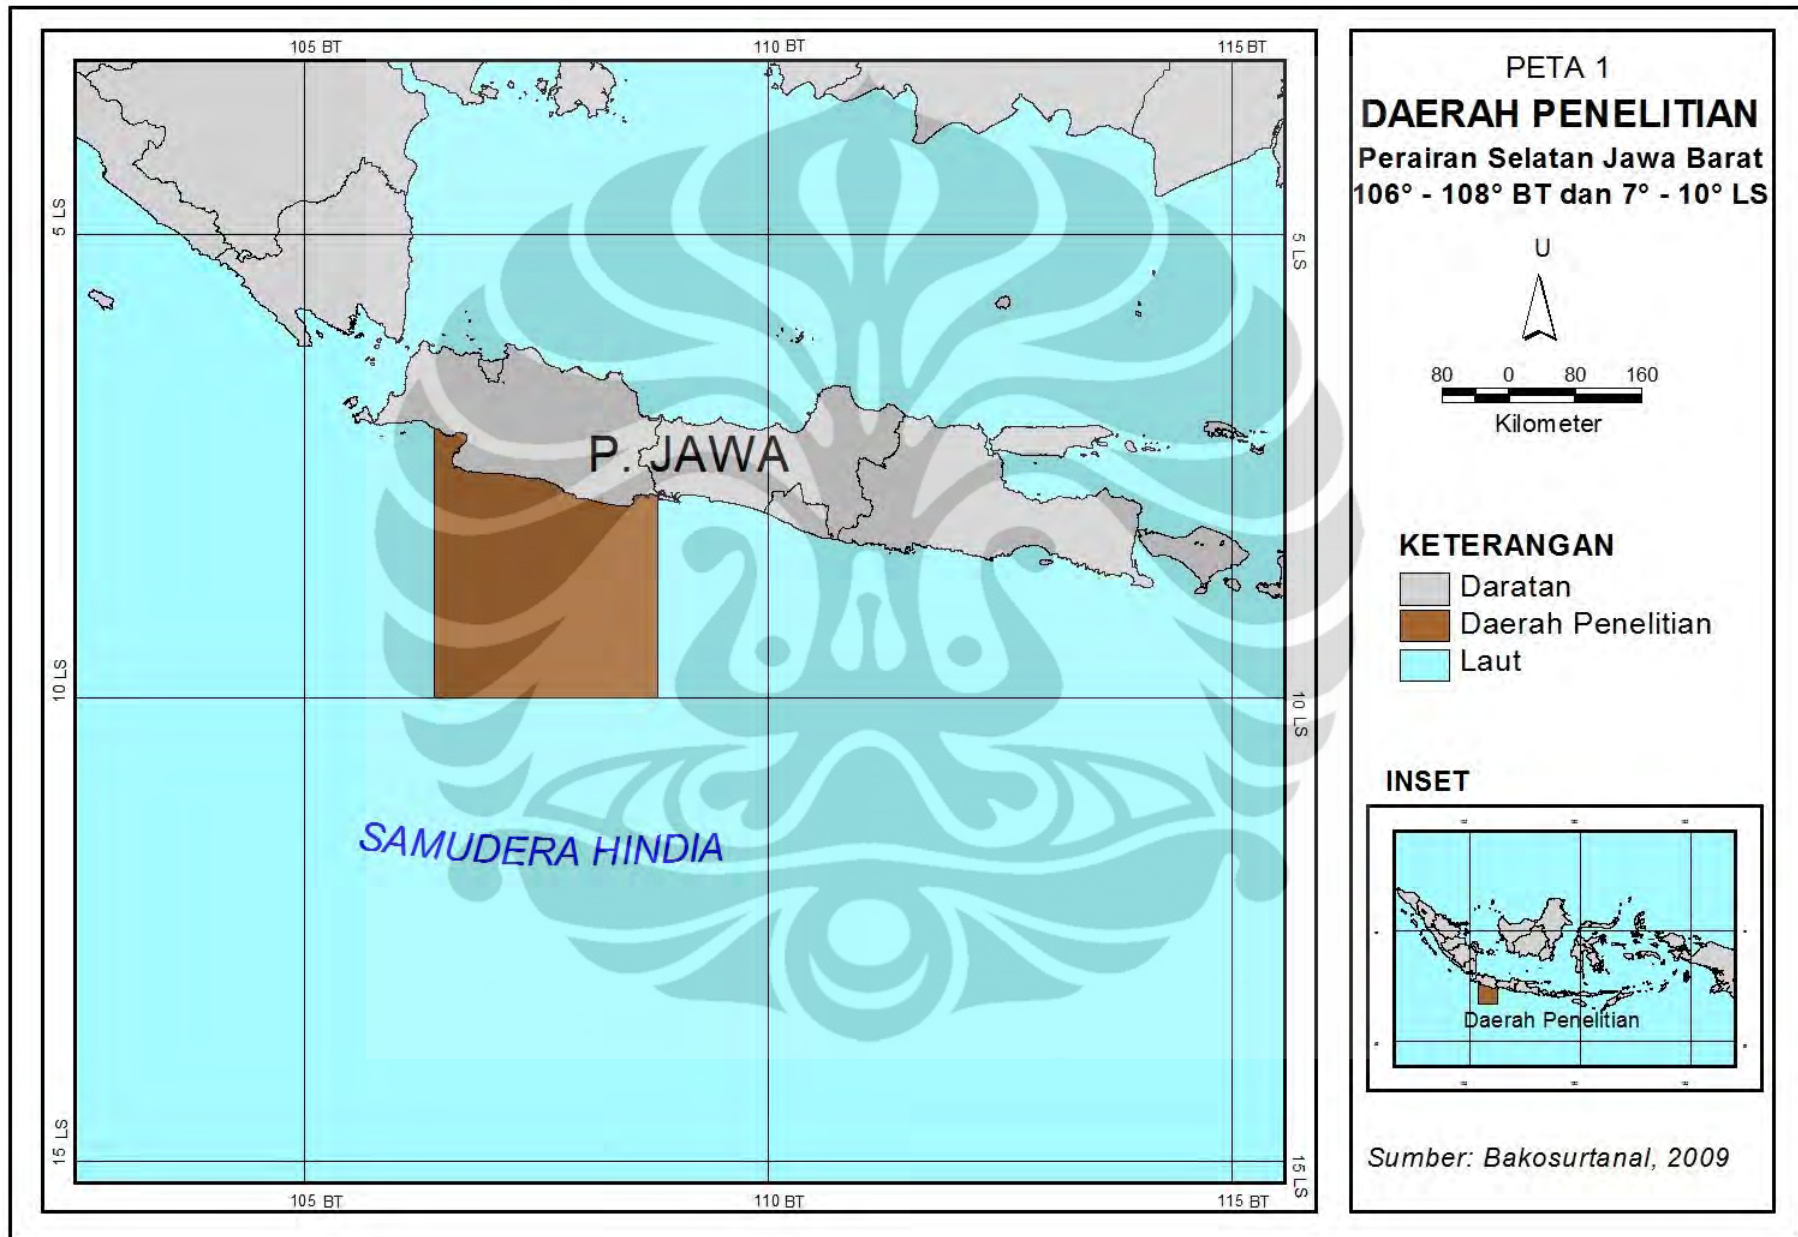 105 BT
110 BT
115 BT
5 LS
5 LS
10 LS
10 LS
15 LS
15 LS
P. JAWA
SAMUDERA HINDIA
105 BT
110 BT
115 BT
PETA 1
DAERAH PENELITIAN
Perairan Selatan Jawa Barat
106° - 108° BT dan 7° - 10° LS
U
80 0 80 160
Kilometer
KETERANGAN
Daratan
Daerah Penelitian
Laut
INSET
Daerah Penelitian
Sumber: Bakosurtanal, 2009